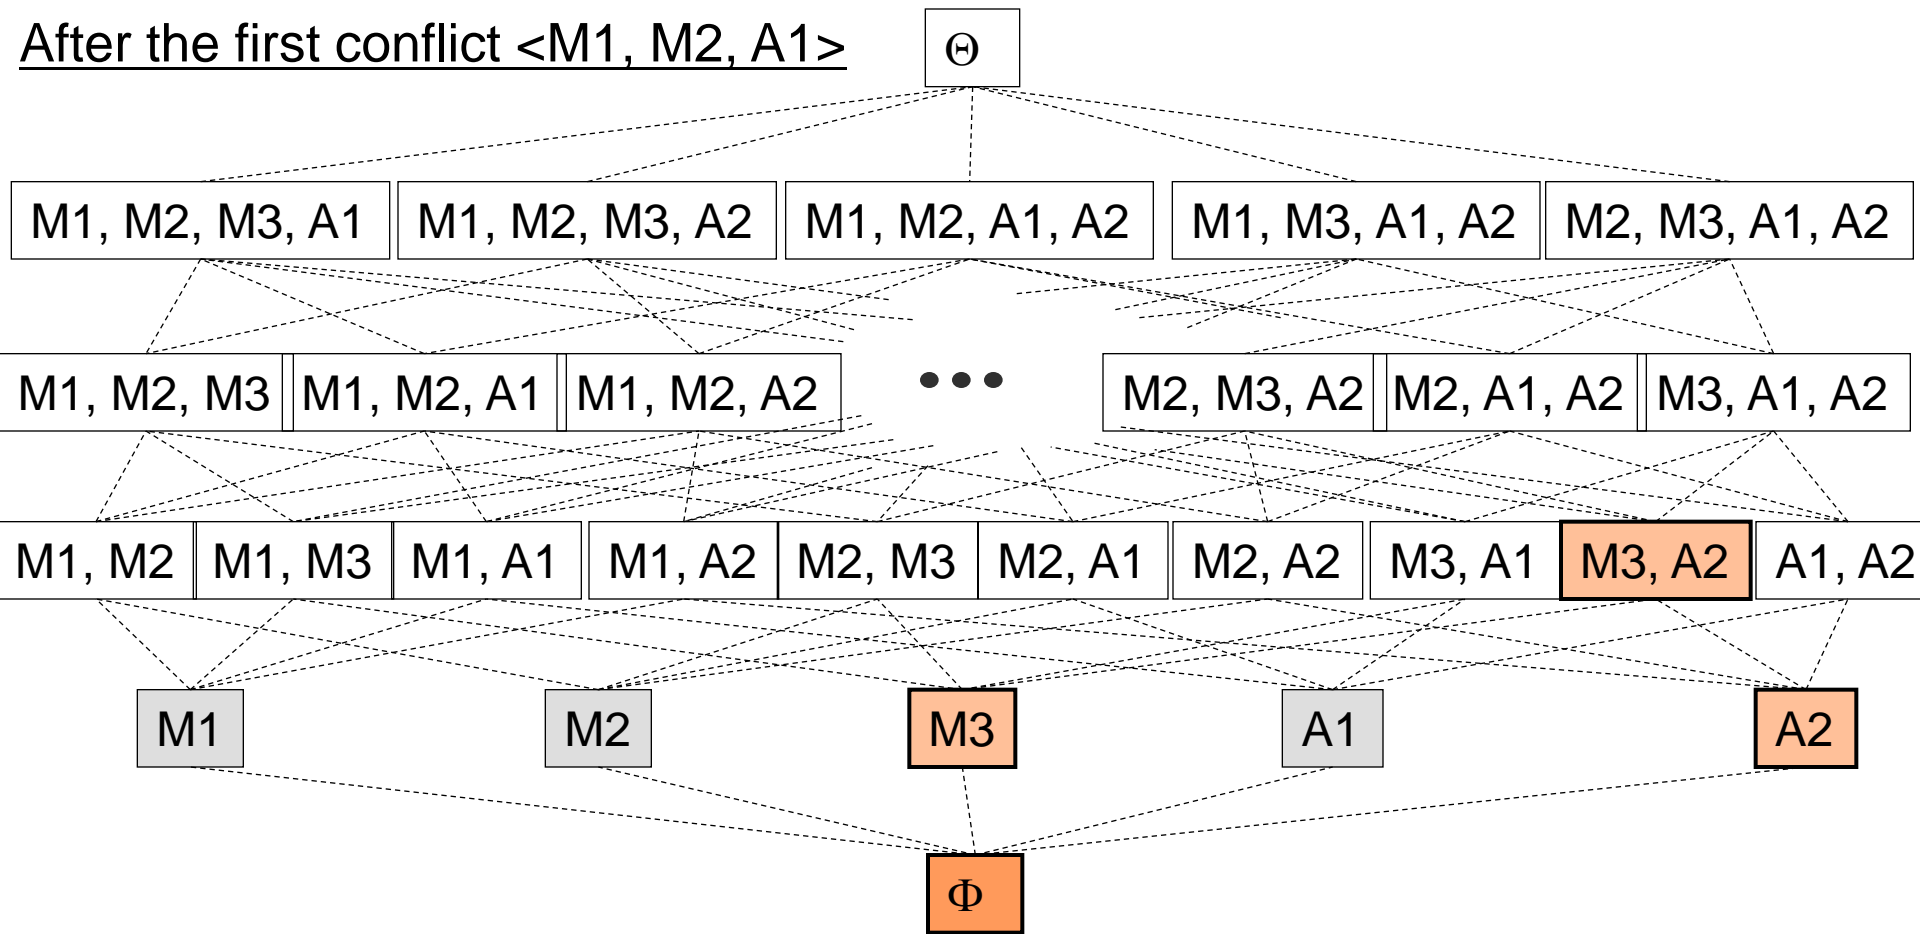 After the first conflict <M1, M2, A1>
Θ
M1, M2, M3, A1
M1, M2, M3, A2
M1, M2, A1, A2
M1, M3, A1, A2
M2, M3, A1, A2
M1, M2, M3
M1, M2, A1
M1, M2, A2
•••
M2, M3, A2
M2, A1, A2
M3, A1, A2
M1, M2
M1, M3
M1, A1
M1, A2
M2, M3
M2, A1
M2, A2
M3, A1
M3, A2
A1, A2
M1
M2
M3
A1
A2
Φ